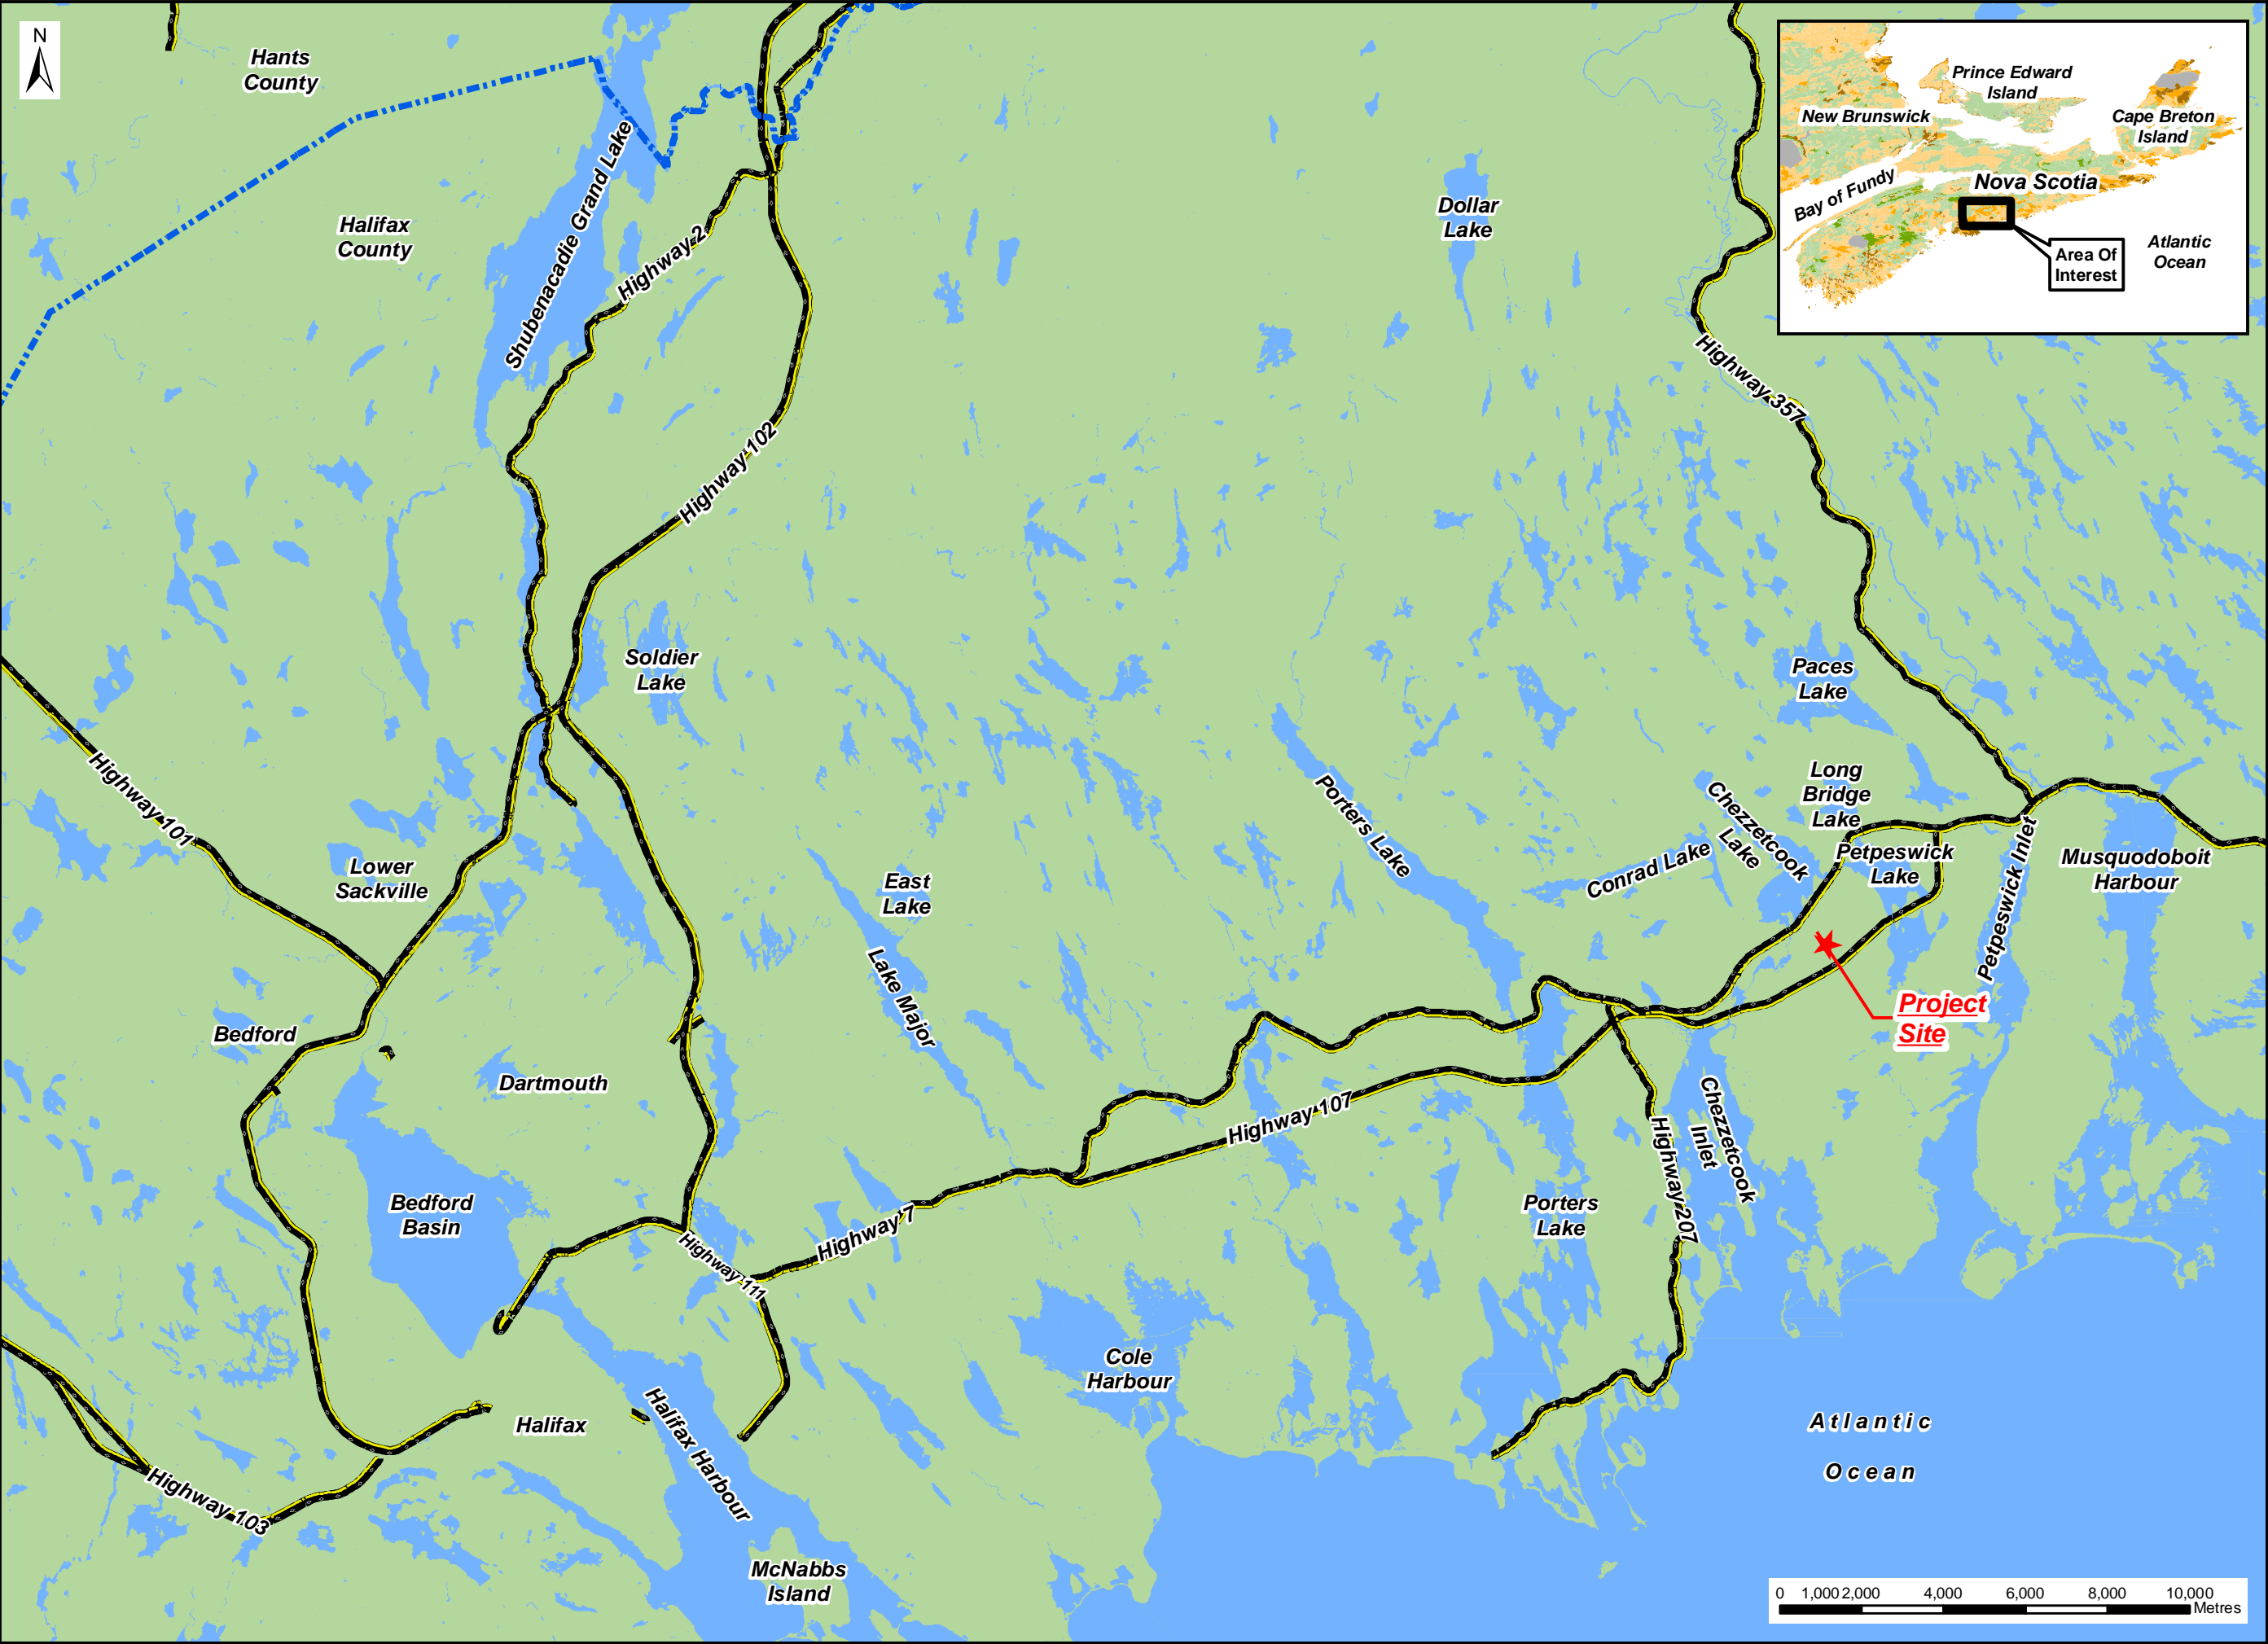 N
Hants
County
Prince Edward
Island
New Brunswick
Cape Breton
Island
Nova Scotia
Bay of Fundy
Area Of
Interest
Atlantic
Ocean
Halifax
County
Shubenacadie Grand Lake
Highway 2
Dollar
Lake
Highway 357
Highway 102
Soldier
Lake
Paces
Lake
Highway 101
Porters Lake
Long
Bridge
Lake
Chezzetcook
Lake
Conrad Lake
Petpeswick
Lake
Petpeswick Inlet
Musquodoboit
Harbour
Lower
Sackville
East
Lake
Lake Major
Project
Site
Bedford
Dartmouth
Highway 107
Highway 207
Chezzetcook
Inlet
Bedford
Basin
Highway 7
Highway 111
Porters
Lake
Cole
Harbour
Halifax
Halifax Harbour
Atlantic
Ocean
Highway 103
McNabbs
Island
0 1,000 2,000 4,000 6,000 8,000 10,000
Metres